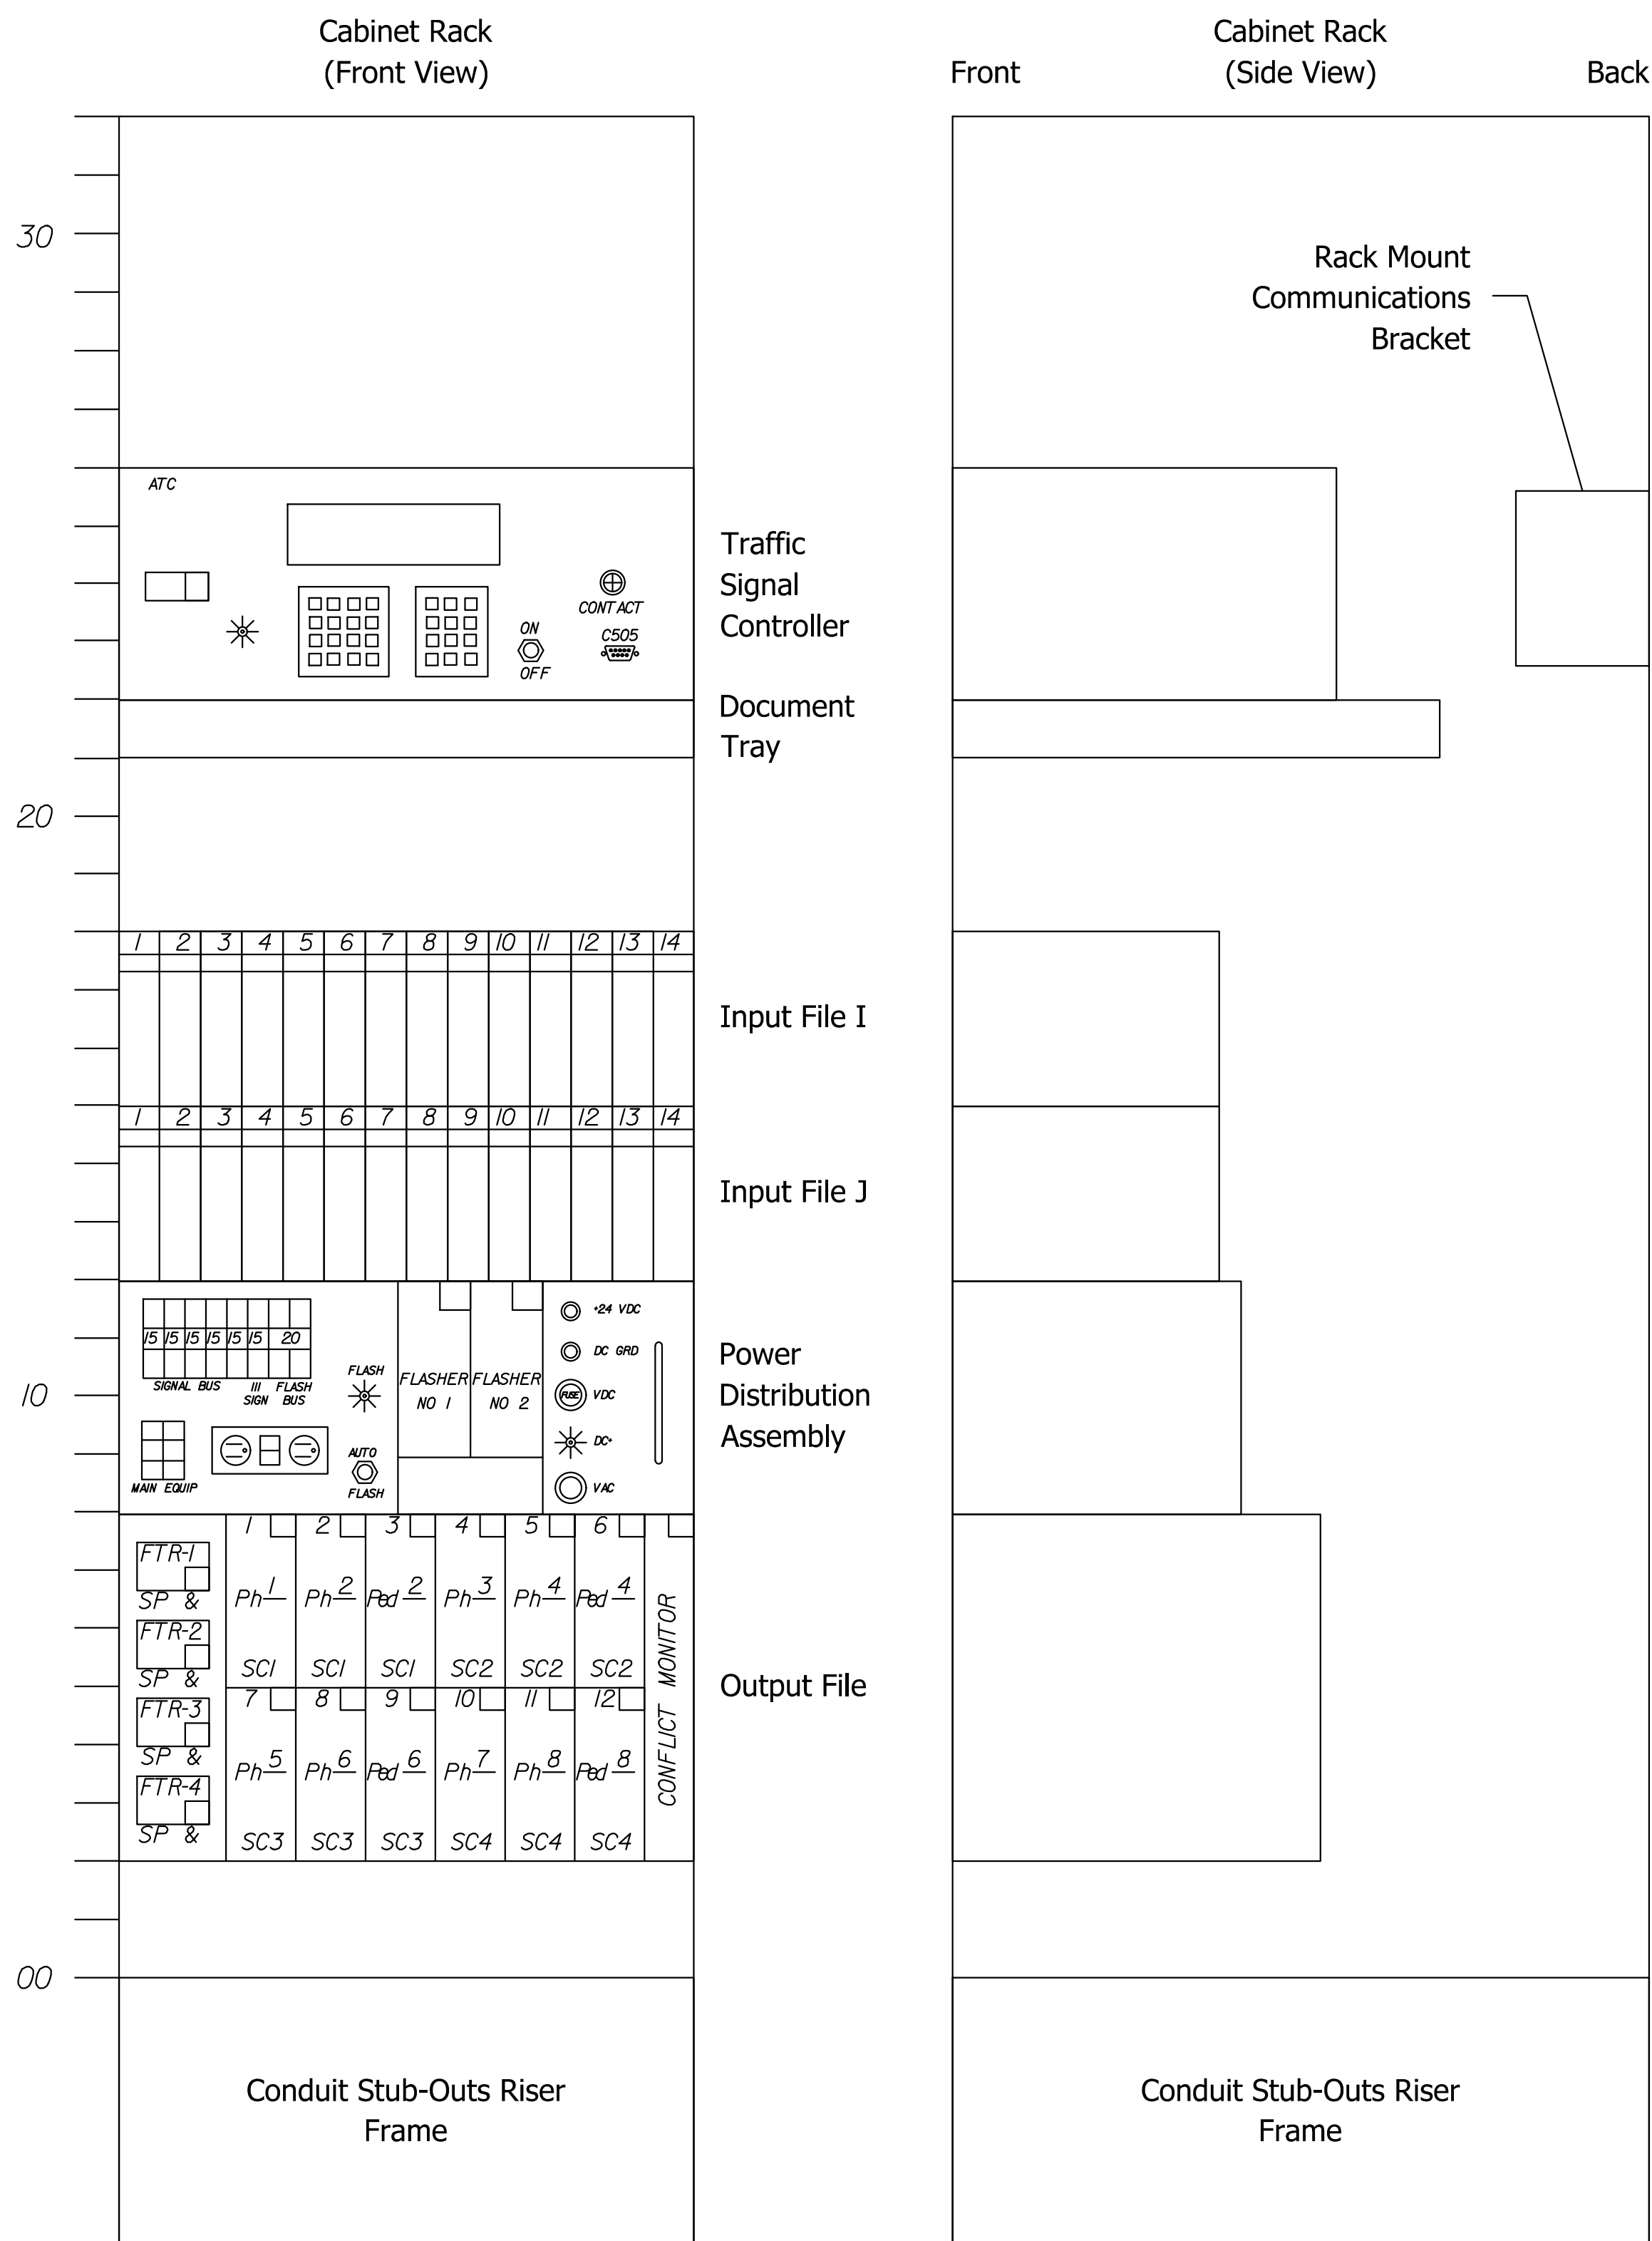 Cabinet Rack
(Front View)
Cabinet Rack
Front (Side View) Back
30
Rack Mount
Communications
Bracket
ATC
CONTACT
ON
C505
OFF
Traffic
Signal
Controller
Document
Tray
20
1 2 3 4 5 6 7 8 9 10 11 12 13 14
Input File I
1 2 3 4 5 6 7 8 9 10 11 12 13 14
Input File J
10
15 15 15 15 15 15 20
SIGNAL BUS
III
SIGN
FLASH
BUS
MAIN EQUIP
FLASH
AUTO
FLASH
FLASHER
NO 1
FLASHER
NO 2
+24 VDC
DC GRD
FUSE VDC
DC+
VAC
Power
Distribution
Assembly
FTR-1
SP &
FTR-2
SP &
FTR-3
SP &
FTR-4
SP &
1 2 3 4 5 6
Ph 1 Ph 2 Ped 2 Ph 3 Ph 4 Ped 4
SC1 SC1 SC1 SC2 SC2 SC2
7 8 9 10 11 12
Ph 5 Ph 6 Ped 6 Ph 7 Ph 8 Ped 8
SC3 SC3 SC3 SC4 SC4 SC4
CONFLICT MONITOR
Output File
00
Conduit Stub-Outs Riser
Frame
Conduit Stub-Outs Riser
Frame